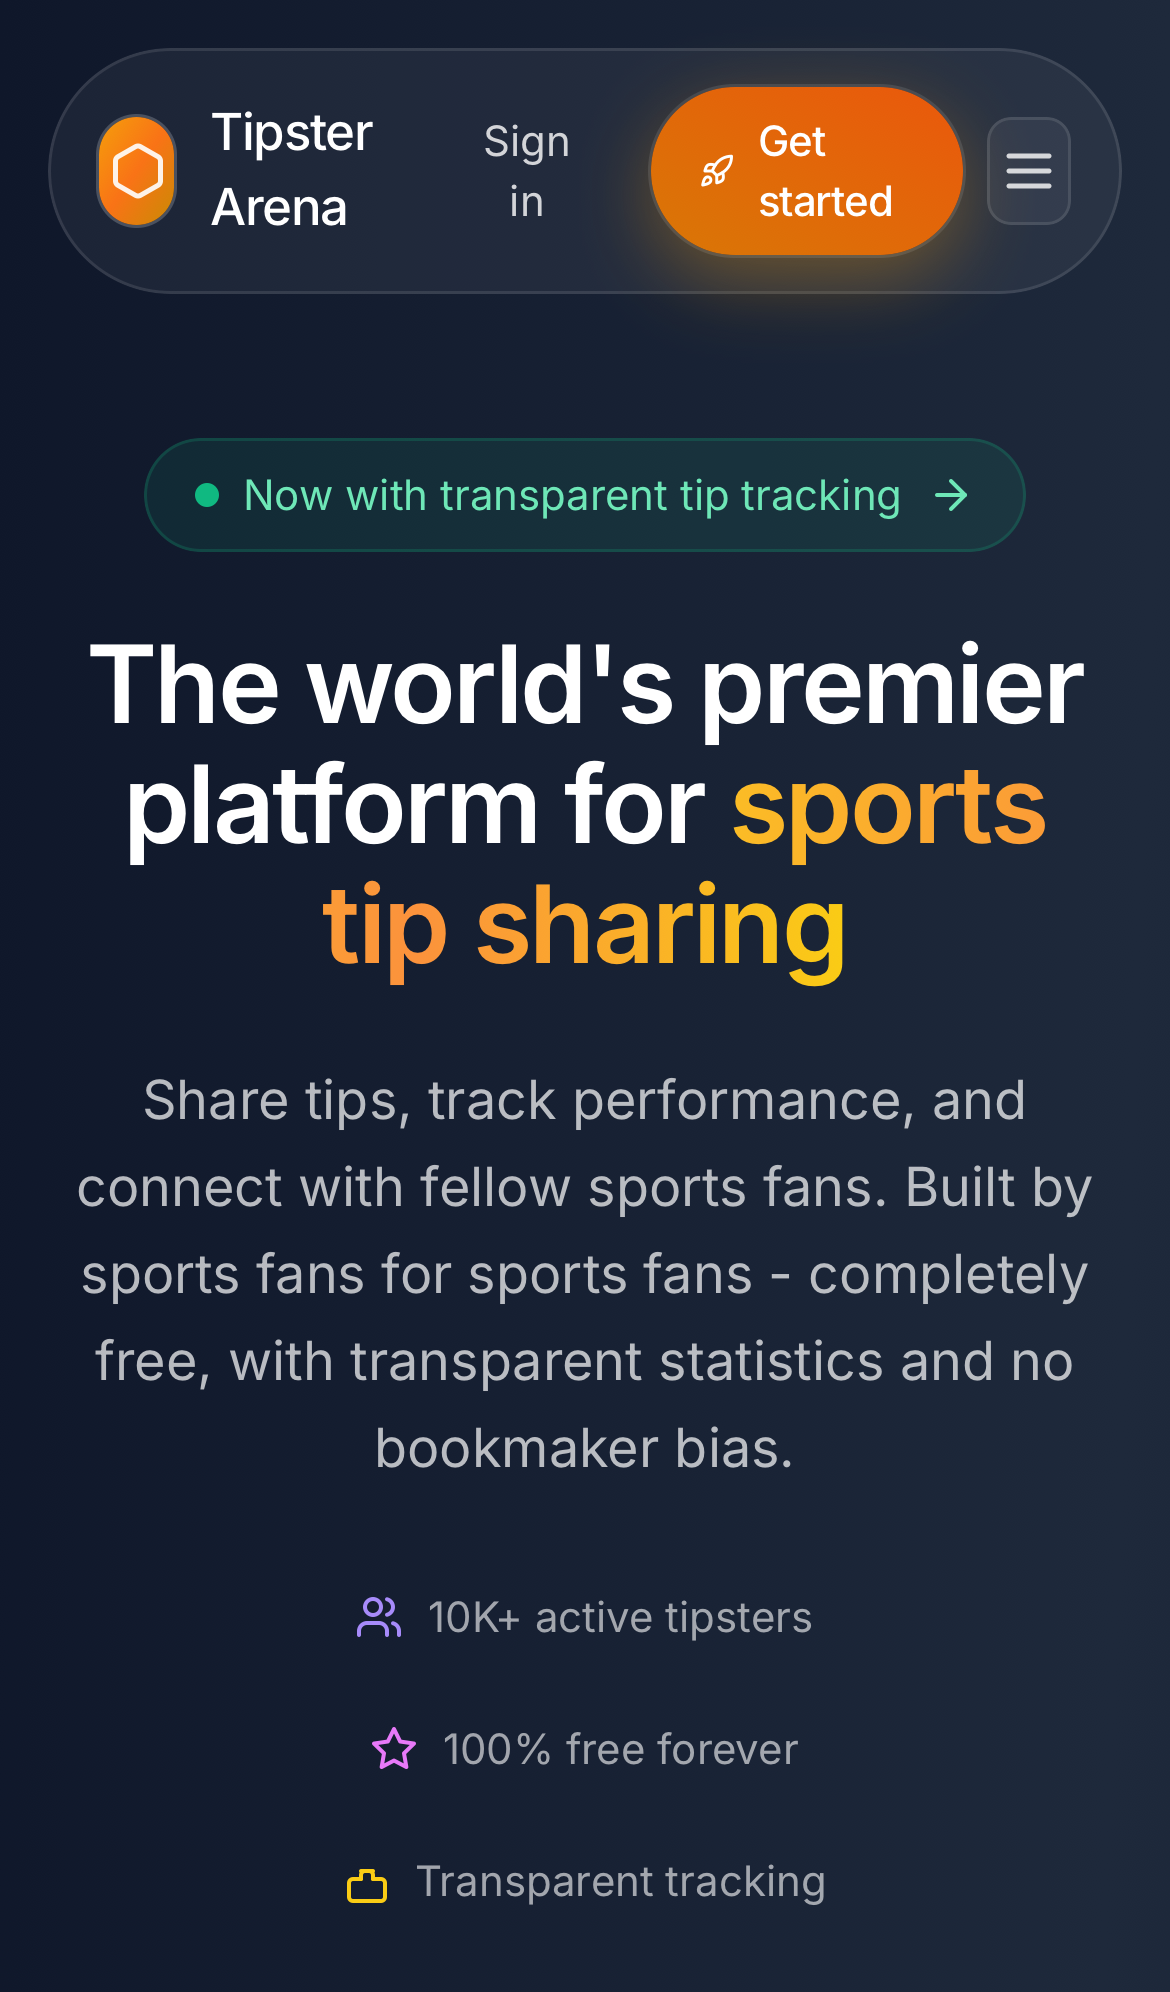 Tipster
Arena
Sign
in
Get
started
Now with transparent tip tracking
The world's premier
platform for sports
tip sharing
Share tips, track performance, and
connect with fellow sports fans. Built by
sports fans for sports fans - completely
free, with transparent statistics and no
bookmaker bias.
10K+ active tipsters
100% free forever
Transparent tracking